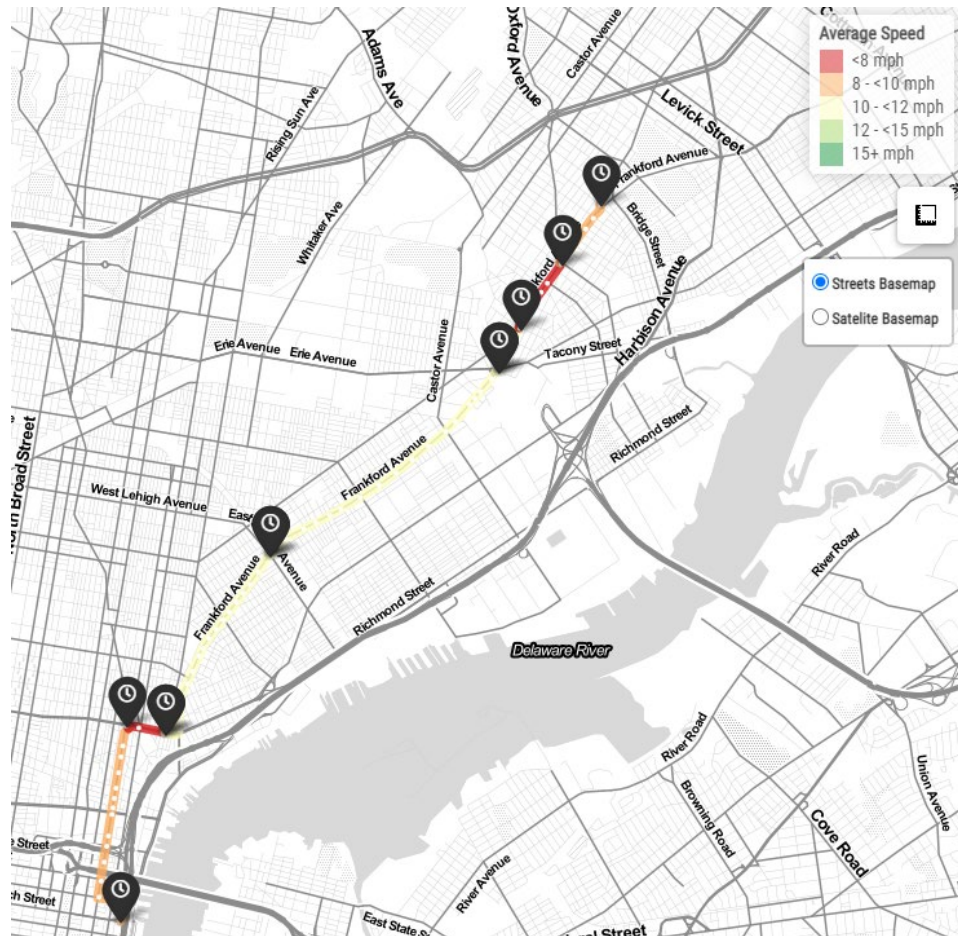 Adams Ave
Oxford Avenue
Castor Avenue
Rising Sun Ave
Average Speed
<8 mph
8 - <10 mph
10 - <12 mph
12 - <15 mph
15+ mph
Levick Street
Frankford Avenue
Whitaker Ave
Bridge Street
Streets Basemap
Satelite Basemap
Harbison Avenue
Erie Avenue
Erie Avenue
Castor Avenue
Tacony Street
Richmond Street
North Broad Street
Frankford Avenue
West Lehigh Avenue
Avenue
Frankford Avenue
Richmond Street
River Road
Delaware River
River Road
Union Avenue
Browning Road
Cove Road
River Avenue
Street
East State